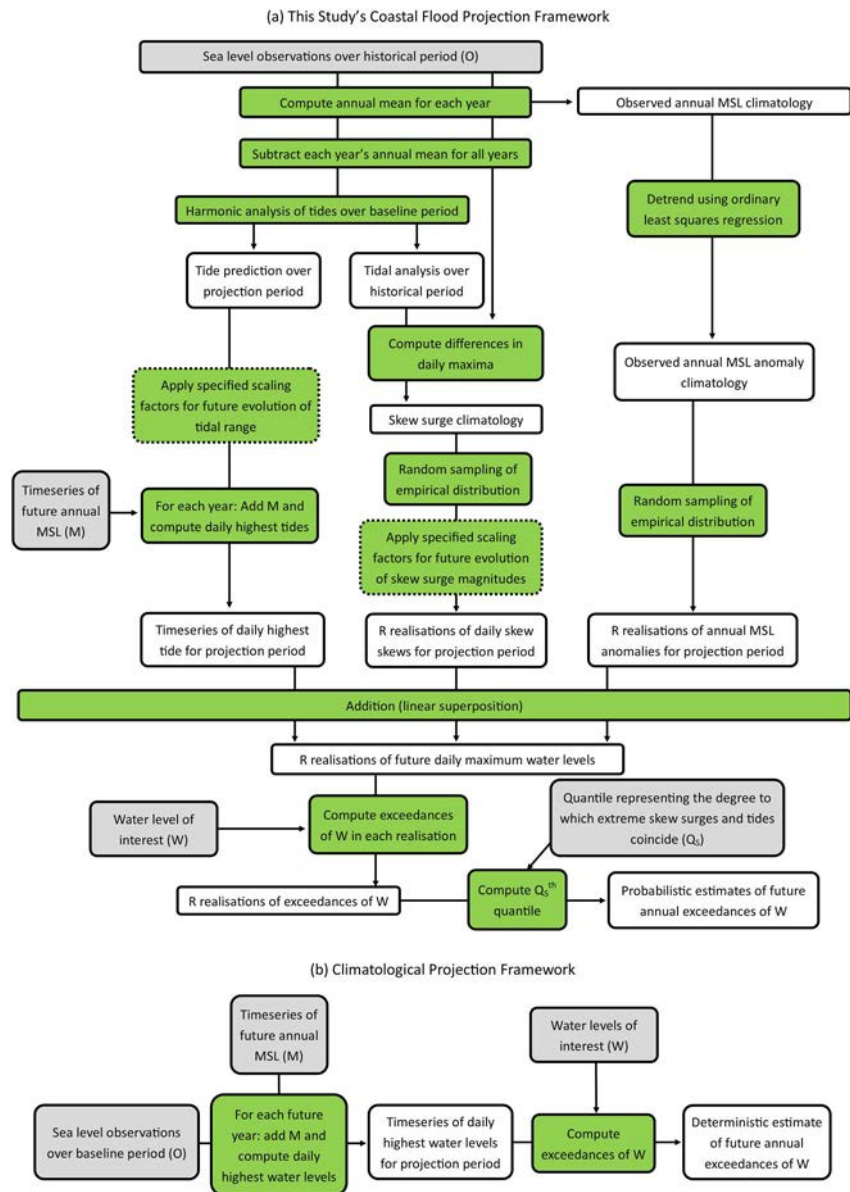 (a) This Study's Coastal Flood Projection Framework
Sea level observations over historical period (O)
Compute annual mean for each year
Observed annual MSL climatology
Subtract each year's annual mean for all years
Detrend using ordinary
least squares regression
Harmonic analysis of tides over baseline period
Tide prediction over
projection period
Tidal analysis over
historical period
Compute differences in
daily maxima
Observed annual MSL anomaly
climatology
Apply specified scaling
factors for future evolution of
tidal range
Skew surge climatology
Random sampling of
empirical distribution
Timeseries of
future annual
MSL (M)
For each year: Add M and
compute daily highest tides
Random sampling of
empirical distribution
Apply specified scaling
factors for future evolution
of skew surge magnitudes
Timeseries of daily highest
tide for projection period
R realisations of daily skew
skews for projection period
R realisations of annual MSL
anomalies for projection period
Addition (linear superposition)
R realisations of future daily maximum water levels
Water level of
interest (W)
Compute exceedances
of W in each realisation
Quantile representing the degree to
which extreme skew surges and tides
coincide (QS)
R realisations of exceedances of W
Compute QSth
quantile
Probabilistic estimates of future
annual exceedances of W
(b) Climatological Projection Framework
Timeseries of
future annual
MSL (M)
Water levels of
interest (W)
Sea level observations
over baseline period (O)
For each future
year: add M and
compute daily
highest water levels
Timeseries of daily
highest water levels
for projection period
Compute
exceedances of W
Deterministic estimate
of future annual
exceedances of W